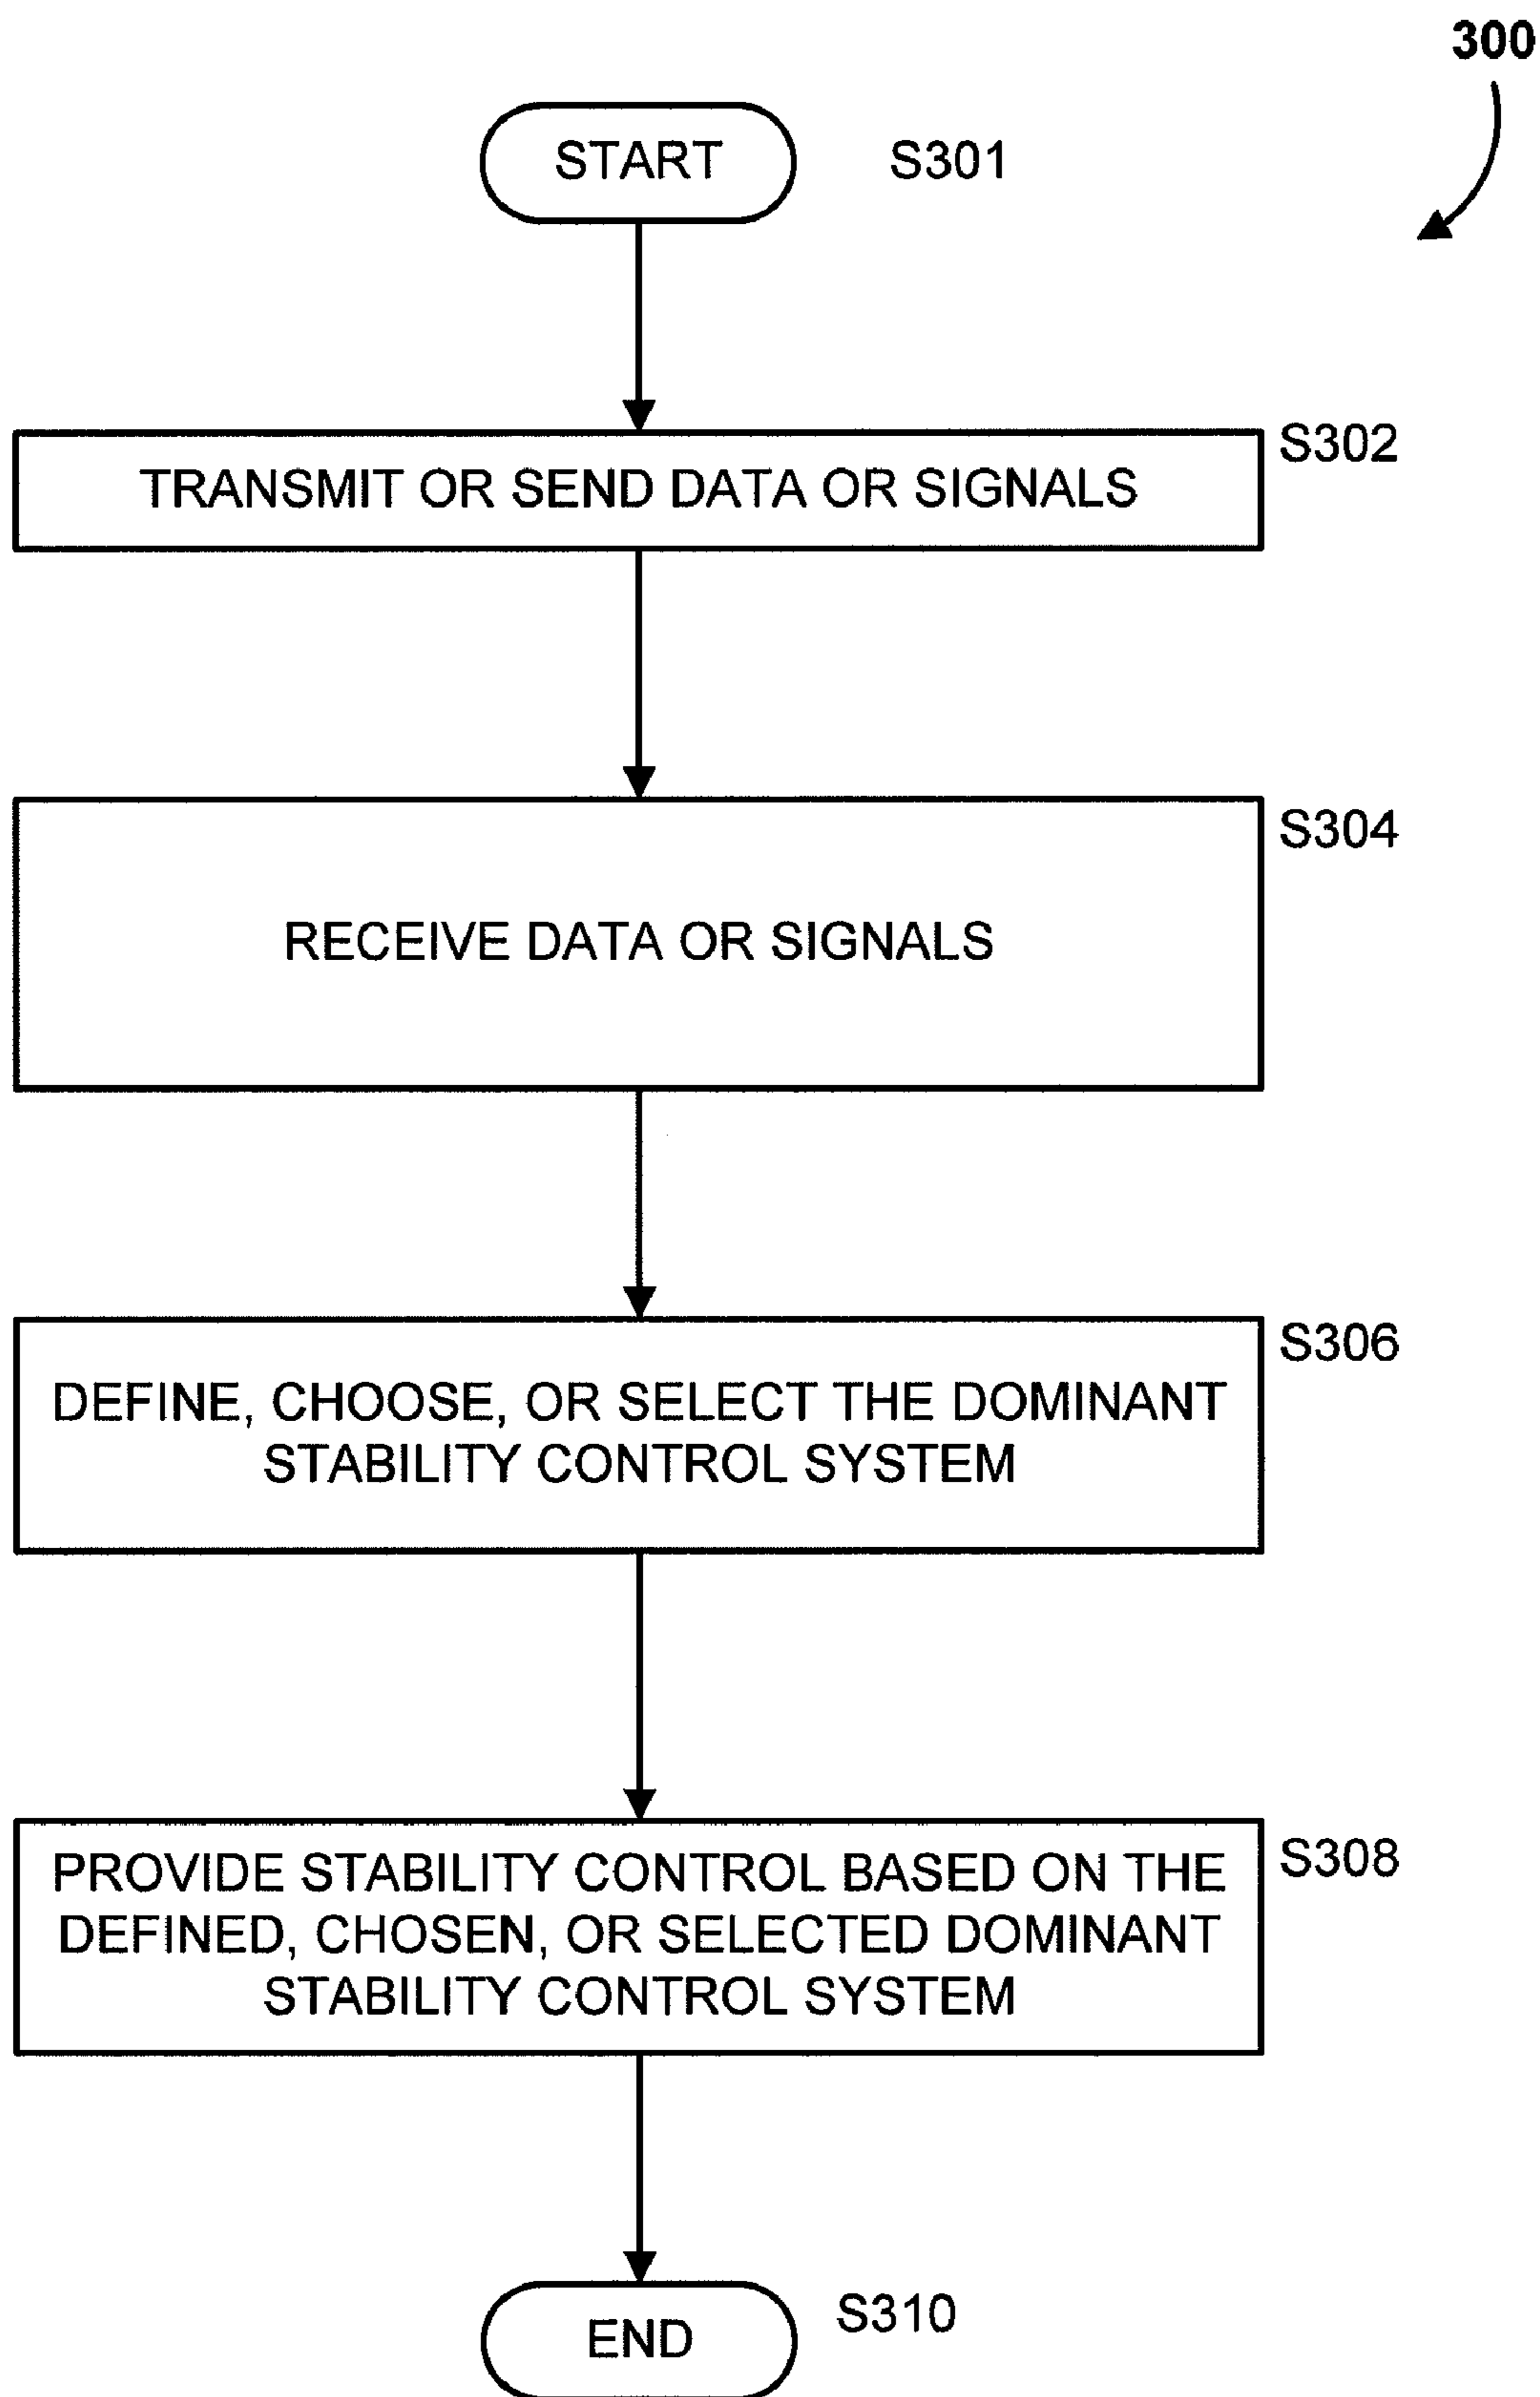 300
START
S301
S302
TRANSMIT OR SEND DATA OR SIGNALS
S304
RECEIVE DATA OR SIGNALS
S306
DEFINE, CHOOSE, OR SELECT THE DOMINANT
STABILITY CONTROL SYSTEM
S308
PROVIDE STABILITY CONTROL BASED ON THE
DEFINED, CHOSEN, OR SELECTED DOMINANT
STABILITY CONTROL SYSTEM
S310
END